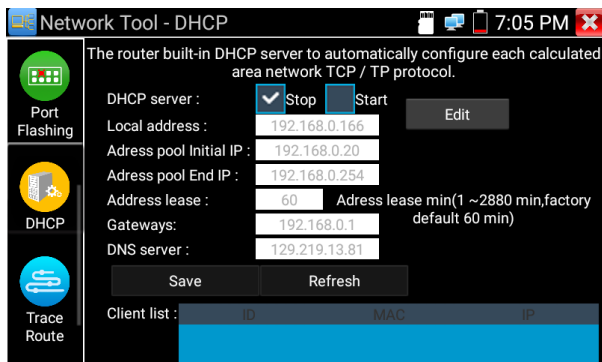 Network Tool - DHCP
7:05 PM
The router built-in DHCP server to automatically configure each calculated
area network TCP / TP protocol.
Port
Flashing
DHCP
Trace
Route
DHCP server :
Stop
Start
Edit
Local address :
192.168.0.166
Adress pool Initial IP :
192.168.0.20
Adress pool End IP :
192.168.0.254
Address lease :
60
Adress lease min(1 ~2880 min,factory
default 60 min)
Gateways:
192.168.0.1
DNS server :
129.219.13.81
Save
Refresh
Client list :
ID
MAC
IP